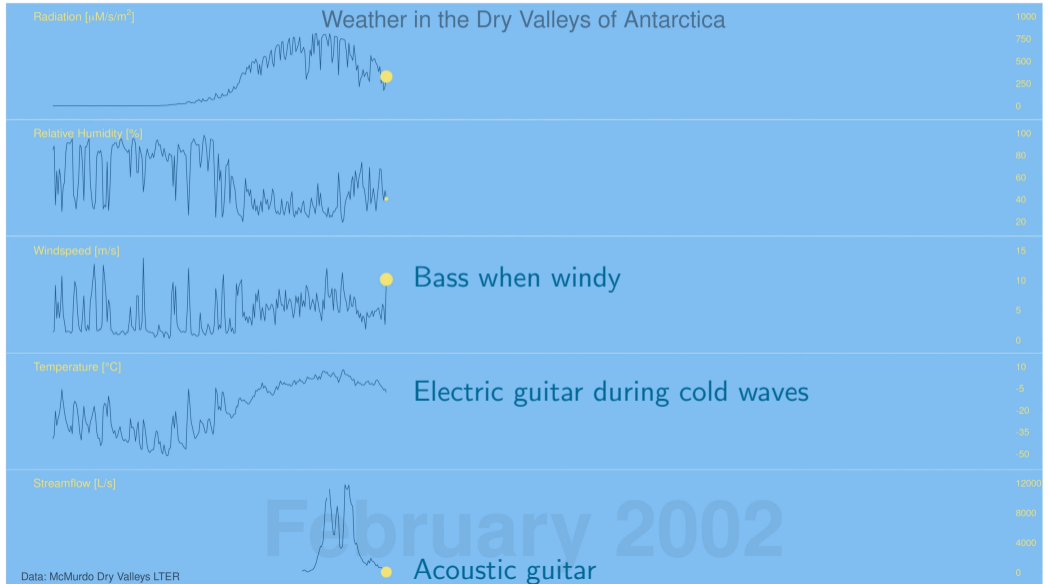 Weather in the Dry Valleys of Antarctica
Radiation [μM/s/m²]
1000
750
500
250
0
Relative Humidity [%]
100
80
60
40
20
Windspeed [m/s]
15
10
5
0
Bass when windy
Temperature [°C]
10
-5
-20
-35
-50
Electric guitar during cold waves
Streamflow [L/s]
12000
8000
4000
0
February 2002
Acoustic guitar
Data: McMurdo Dry Valleys LTER